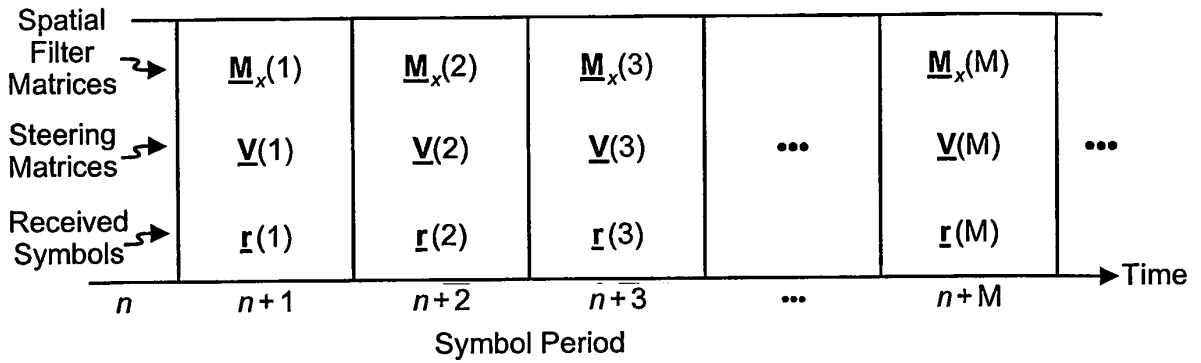 Spatial
Filter
Matrices
M_x(1) M_x(2) M_x(3) M_x(M)
Steering
Matrices
V(1) V(2) V(3) ••• V(M) •••
Received
Symbols
r(1) r(2) r(3) r(M)
Time
n n+1 n+2 n+3 ••• n+M
Symbol Period